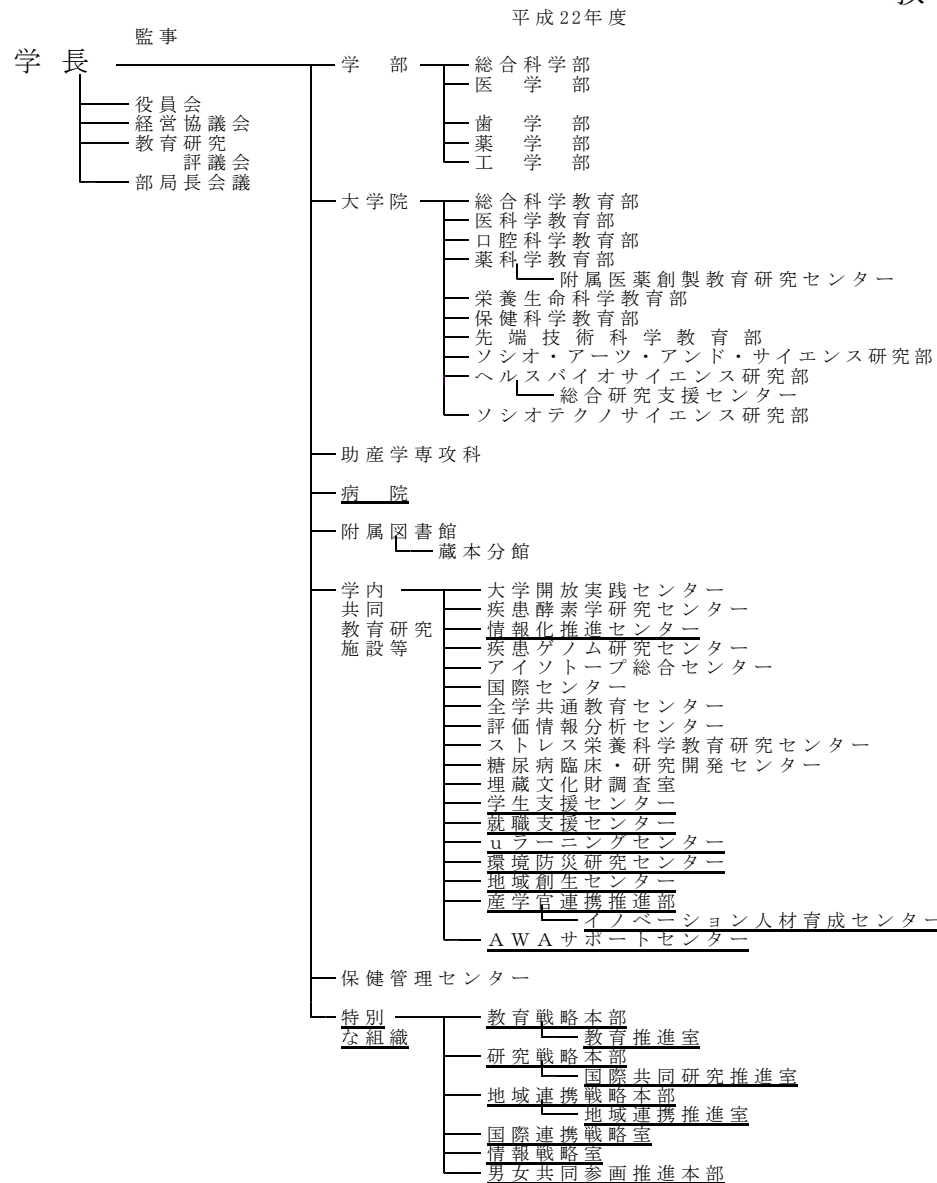 平成22年度
監事
学長
学部
総合科学部
医学部
役員会
経営協議会
歯学部
教育研究
薬学部
評議会
工学部
部局長会議
大学院
総合科学教育部
医科学教育部
口腔科学教育部
薬科学教育部
附属医薬創製教育研究センター
栄養生命科学教育部
保健科学教育部
先端技術科学教育部
ソシオ・アーツ・アンド・サイエンス研究部
ヘルスバイオサイエンス研究部
総合研究支援センター
ソシオテクノサイエンス研究部
助産学専攻科
病院
附属図書館
蔵本分館
学内
共同
教育研究
施設等
大学開放実践センター
疾患酵素学研究センター
情報化推進センター
疾患ゲノム研究センター
アイソトープ総合センター
国際センター
全学共通教育センター
評価情報分析センター
ストレス栄養科学教育研究センター
糖尿病臨床・研究開発センター
埋蔵文化財調査室
学生支援センター
就職支援センター
uラーニングセンター
環境防災研究センター
地域創生センター
産学官連携推進部
イノベーション人材育成センター
AWAサポートセンター
保健管理センター
特別
な組織
教育戦略本部
教育推進室
研究戦略本部
国際共同研究推進室
地域連携戦略本部
地域連携推進室
国際連携戦略室
情報戦略室
男女共同参画推進本部